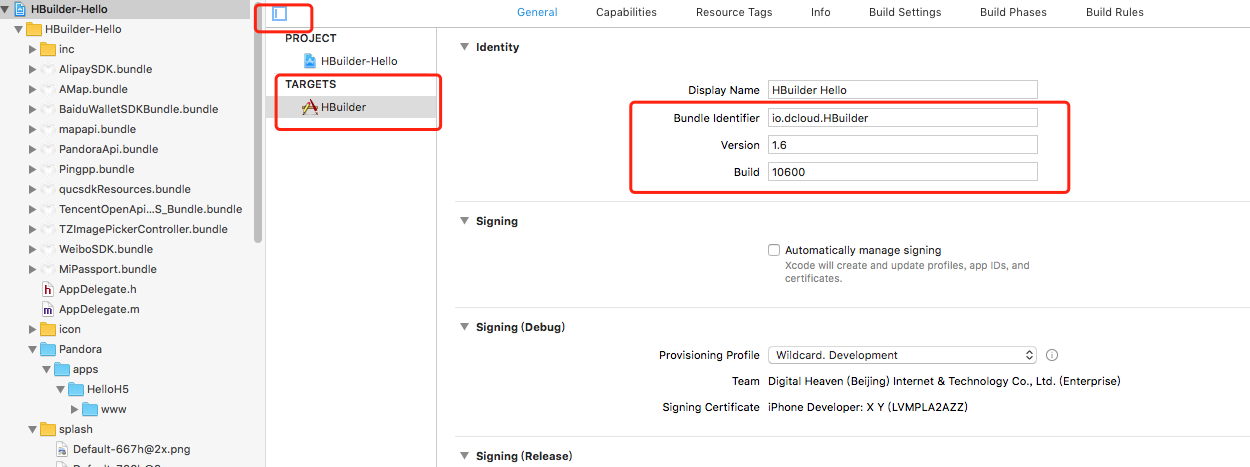 HBuilder-Hello
HBuilder-Hello
inc
AlipaySDK.bundle
AMap.bundle
BaiduWalletSDKBundle.bundle
mapapi.bundle
PandoraApi.bundle
Pingpp.bundle
qucsdkResources.bundle
TencentOpenApi...S_Bundle.bundle
TZImagePickerController.bundle
WeiboSDK.bundle
MiPassport.bundle
h AppDelegate.h
m AppDelegate.m
icon
Pandora
apps
HelloH5
www
splash
Default-667h@2x.png
PROJECT
HBuilder-Hello
TARGETS
HBuilder
General Capabilities Resource Tags Info Build Settings Build Phases Build Rules
Identity
Display Name HBuilder Hello
Bundle Identifier io.dcloud.HBuilder
Version 1.6
Build 10600
Signing
Automatically manage signing
Xcode will create and update profiles, app IDs, and
certificates.
Signing (Debug)
Provisioning Profile Wildcard. Development
Team Digital Heaven (Beijing) Internet & Technology Co., Ltd. (Enterprise)
Signing Certificate iPhone Developer: X Y (LVMPLA2AZZ)
Signing (Release)